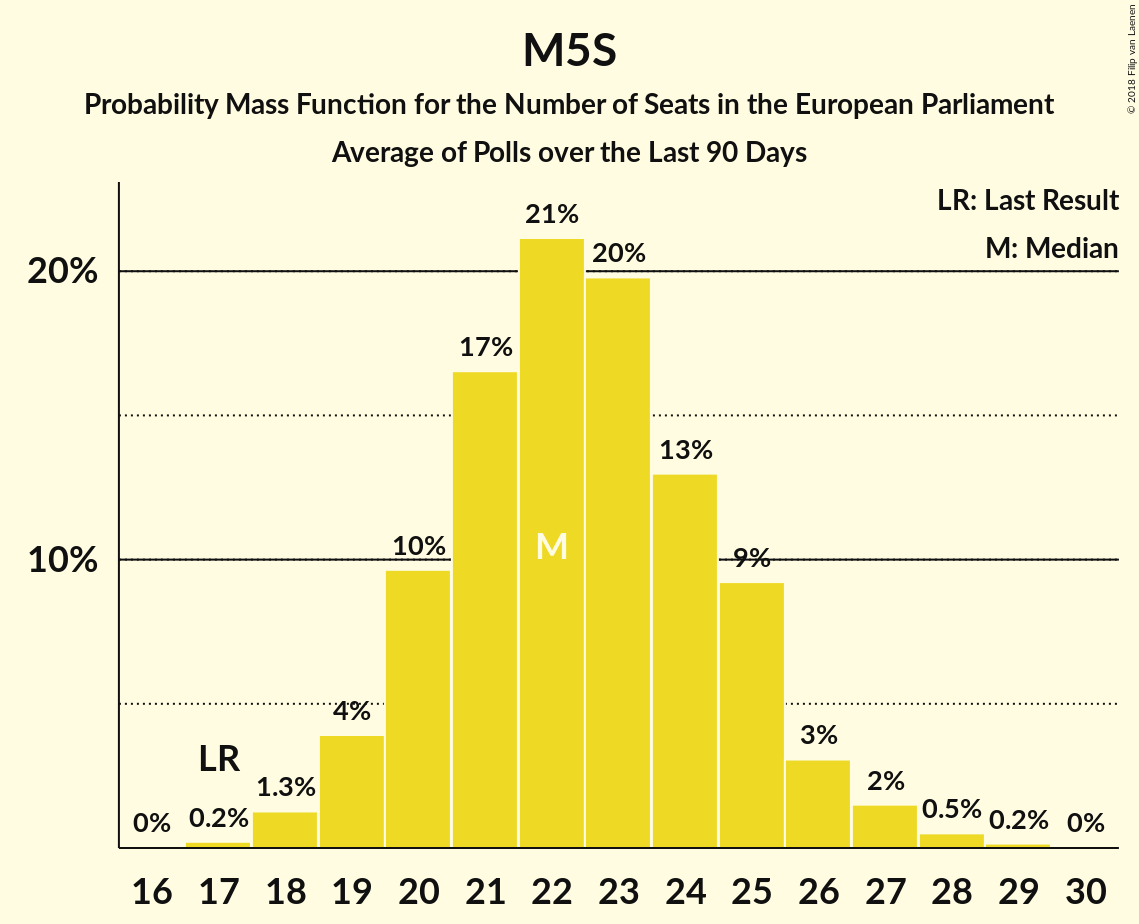 M5S
Probability Mass Function for the Number of Seats in the European Parliament
Average of Polls over the Last 90 Days
© 2018 Filip van Laenen
LR: Last Result
M: Median
20%
10%
0%
0.2%
1.3%
4%
10%
17%
21%
20%
13%
9%
3%
2%
0.5%
0.2%
0%
LR
M
16 17 18 19 20 21 22 23 24 25 26 27 28 29 30